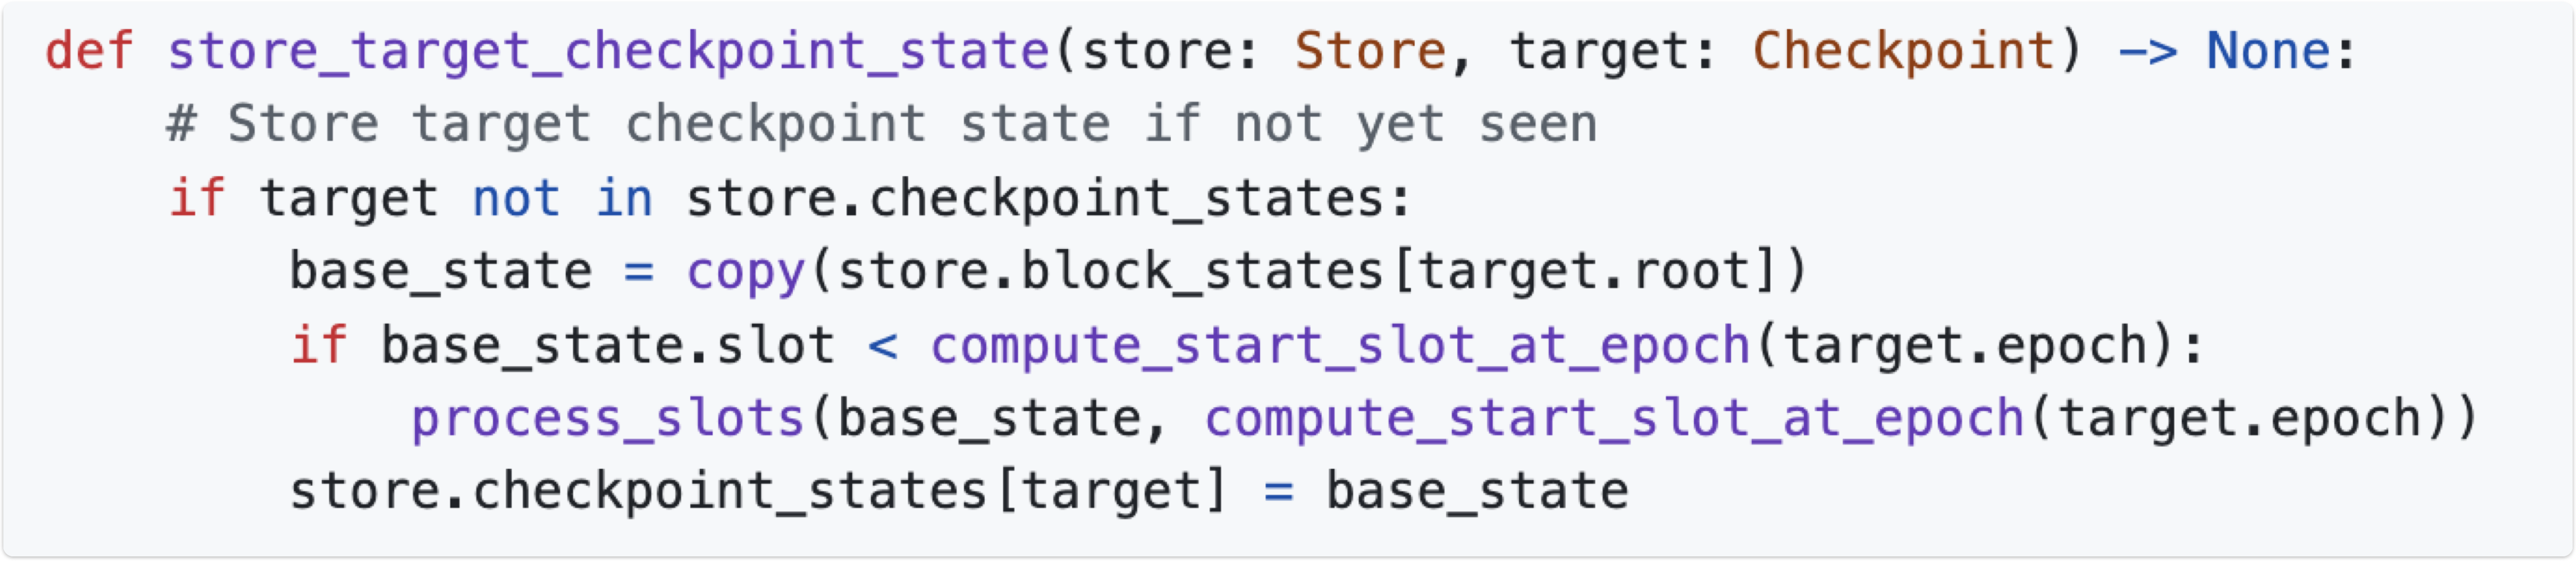 def store_target_checkpoint_state(store: Store, target: Checkpoint) -> None:
    # Store target checkpoint state if not yet seen
    if target not in store.checkpoint_states:
        base_state = copy(store.block_states[target.root])
        if base_state.slot < compute_start_slot_at_epoch(target.epoch):
            process_slots(base_state, compute_start_slot_at_epoch(target.epoch))
        store.checkpoint_states[target] = base_state